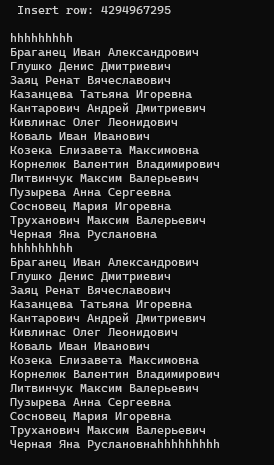 Insert row: 4294967295
hhhhhhhhh
Браганец Иван Александрович
Глушко Денис Дмитриевич
Заяц Ренат Вячеславович
Казанцева Татьяна Игоревна
Кантарович Андрей Дмитриевич
Кивлинас Олег Леонидович
Коваль Иван Иванович
Козека Елизавета Максимовна
Корнелюк Валентин Владимирович
Литвинчук Максим Валерьевич
Пузырева Анна Сергеевна
Сосновец Мария Игоревна
Труханович Максим Валерьевич
Черная Яна Руслановна
hhhhhhhhh
Браганец Иван Александрович
Глушко Денис Дмитриевич
Заяц Ренат Вячеславович
Казанцева Татьяна Игоревна
Кантарович Андрей Дмитриевич
Кивлинас Олег Леонидович
Коваль Иван Иванович
Козека Елизавета Максимовна
Корнелюк Валентин Владимирович
Литвинчук Максим Валерьевич
Пузырева Анна Сергеевна
Сосновец Мария Игоревна
Труханович Максим Валерьевич
Черная Яна Руслановнаhhhhhhhhh